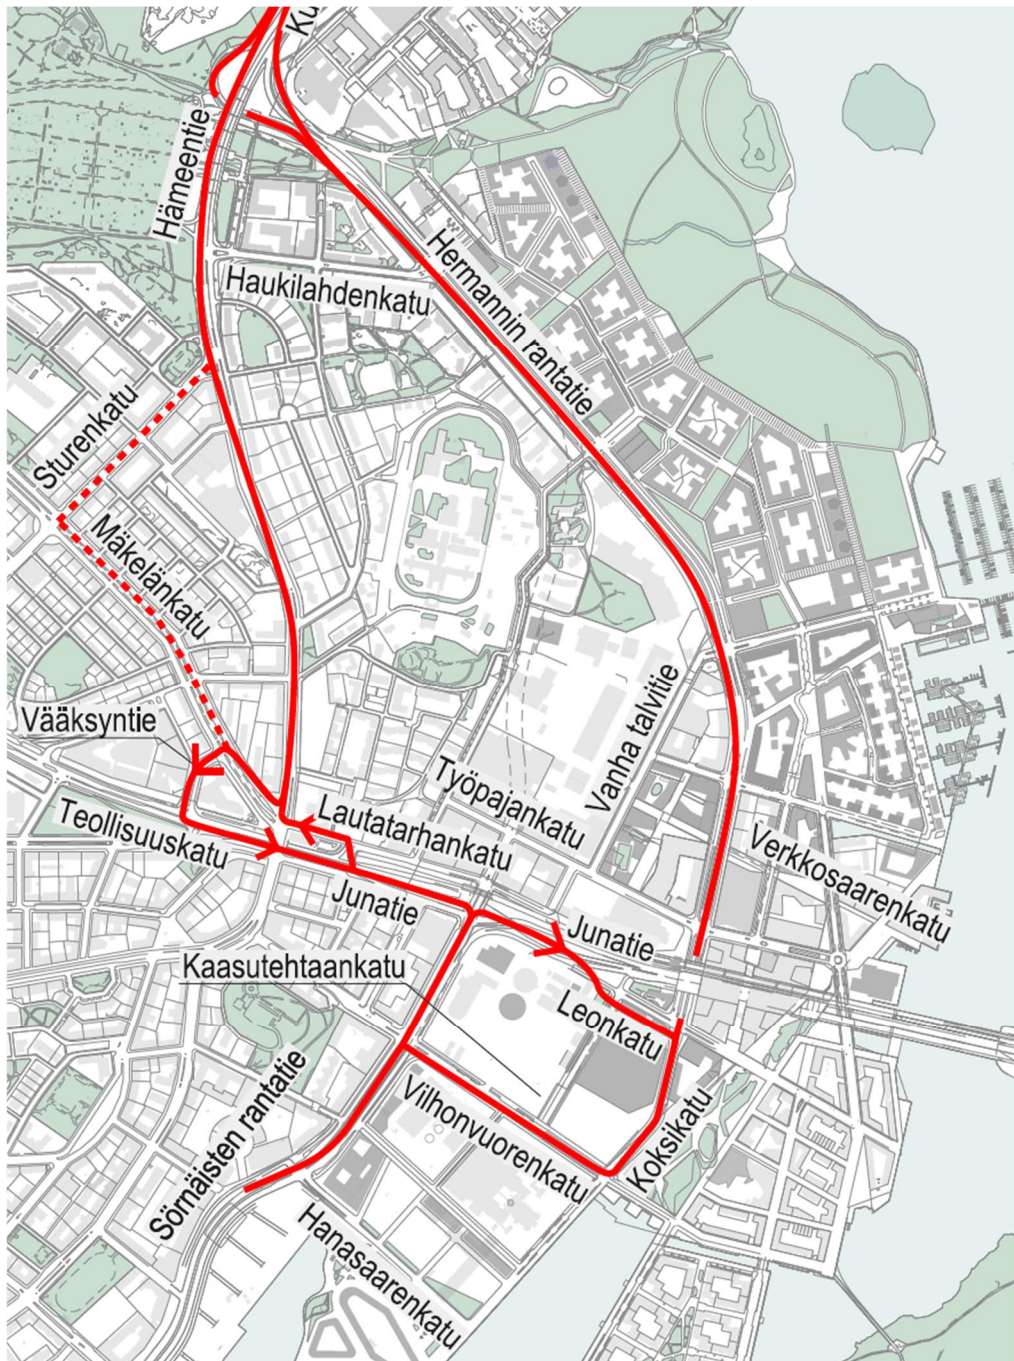 Ku
Hämeentie
Hermannin rantatie
Haukilahdenkatu
Sturenkatu
Mäkelänkatu
Vääksyntie
Vanha talvitie
Työpajankatu
Lautatarhankatu
Teollisuuskatu
Verkkosaarenkatu
Junatie
Junatie
Kaasutehtaankatu
Leonkatu
Sörnäisten rantatie
Vilhonvuorenkatu
Koksikatu
Hanasaarenkatu